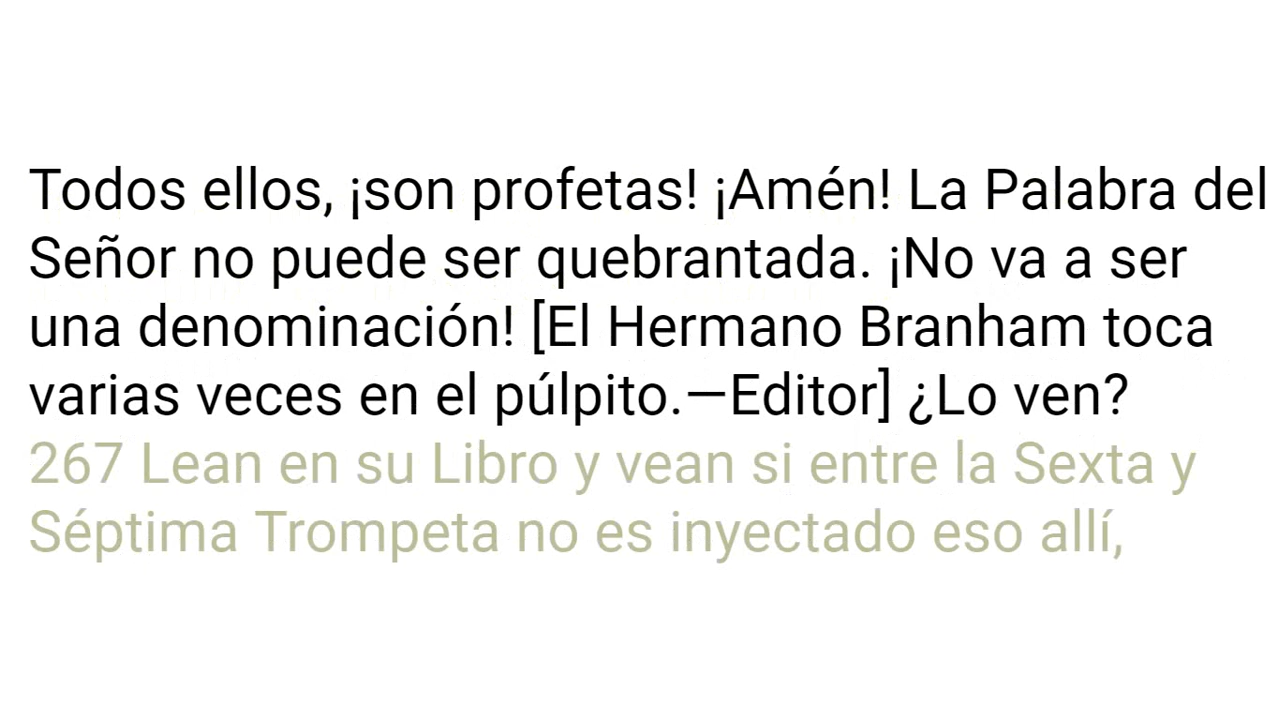 Todos ellos, ¡son profetas! ¡Amén! La Palabra del
Señor no puede ser quebrantada. ¡No va a ser
una denominación! [El Hermano Branham toca
varias veces en el púlpito.—Editor] ¿Lo ven?
267 Lean en su Libro y vean si entre la Sexta y
Séptima Trompeta no es inyectado eso allí,